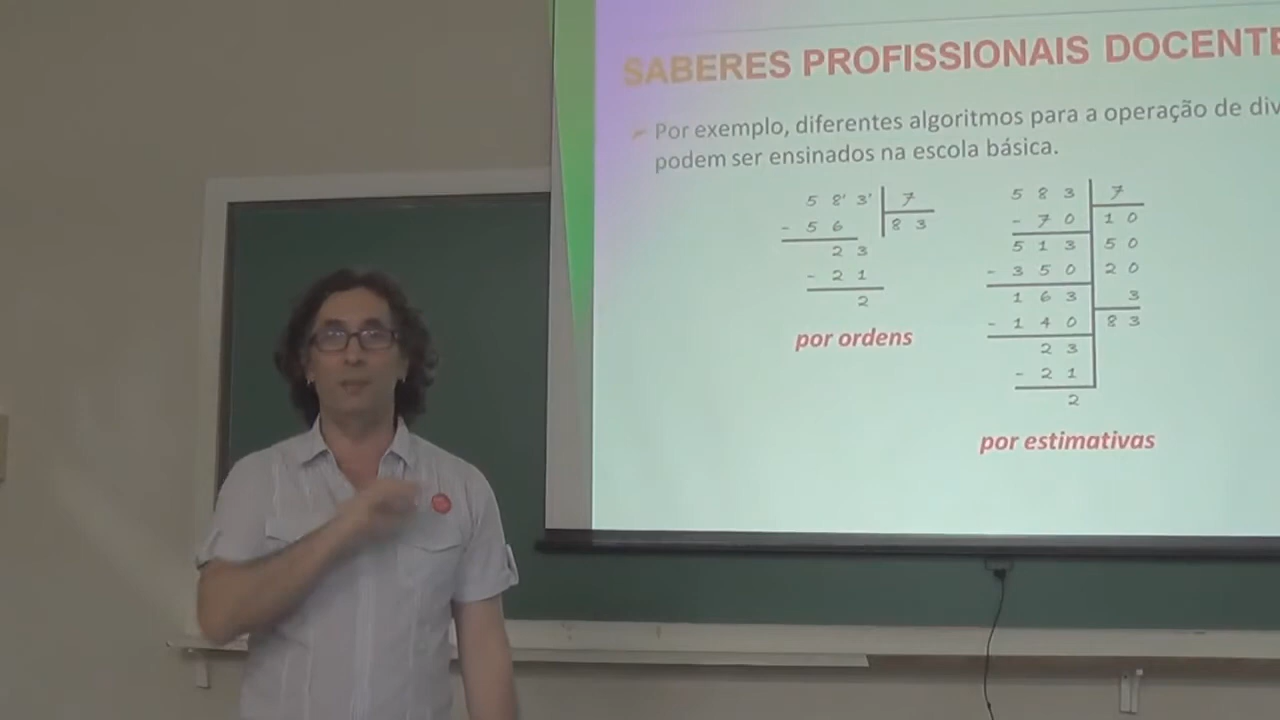 SABERES PROFISSIONAIS DOCENTE
Por exemplo, diferentes algoritmos para a operação de div
podem ser ensinados na escola básica.
5 8' 3' 7
- 5 6 8 3
2 3
- 2 1
2
por ordens
5 8 3 7
- 7 0 1 0
5 1 3 5 0
- 3 5 0 2 0
1 6 3 3
- 1 4 0 8 3
2 3
- 2 1
2
por estimativas